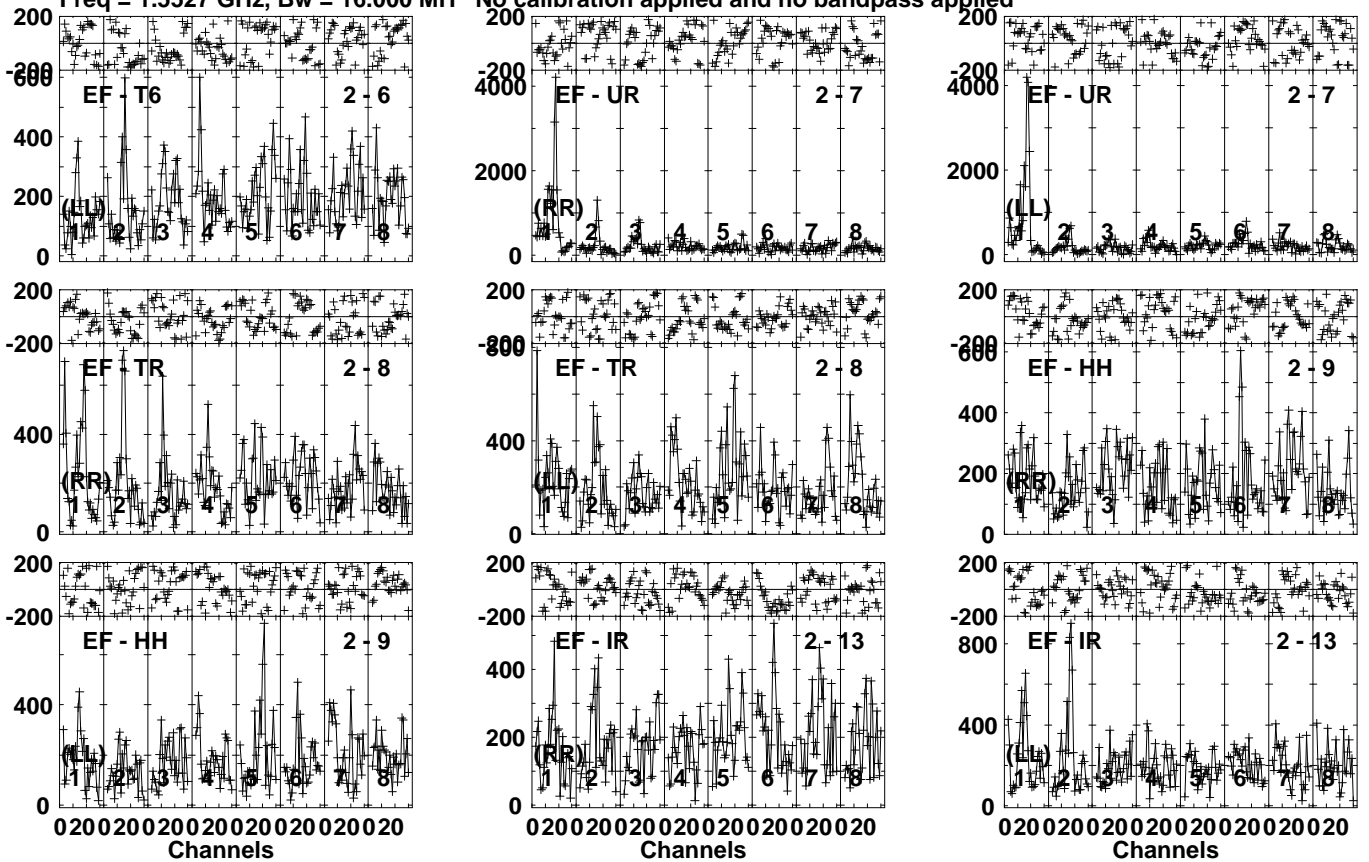 Freq = 1.5527 GHz, Bw = 16.000 MH No calibration applied and no bandpass applied
200 200 200
-200 -200 -200
600 4000 4000
EF - T6 2 - 6 EF - UR 2 - 7 EF - UR 2 - 7
400
2000 2000
200
(LL) (RR) (LL)
1 2 3 4 5 6 7 8 1 2 3 4 5 6 7 8 1 2 3 4 5 6 7 8
0 0 0
200 200 200
-200 -200 -200
800 600
EF - TR 2 - 8 EF - TR 2 - 8 EF - HH 2 - 9
400 400 400
200
(RR) (LL) (RR)
1 2 3 4 5 6 7 8 1 2 3 4 5 6 7 8 1 2 3 4 5 6 7 8
0 0 0
200 200 200
-200 -200 -200
EF - HH 2 - 9 EF - IR 2 - 13 EF - IR 2 - 13
800
400 400 400
200
(LL) (RR) (LL)
1 2 3 4 5 6 7 8 1 2 3 4 5 6 7 8 1 2 3 4 5 6 7 8
0 0 0
0 20 0 20 0 20 0 20 0 20 0 20 0 20 0 20 0 20 0 20 0 20 0 20 0 20 0 20 0 20 0 20 0 20 0 20 0 20 0 20 0 20 0 20 0 20 0 20
Channels Channels Channels